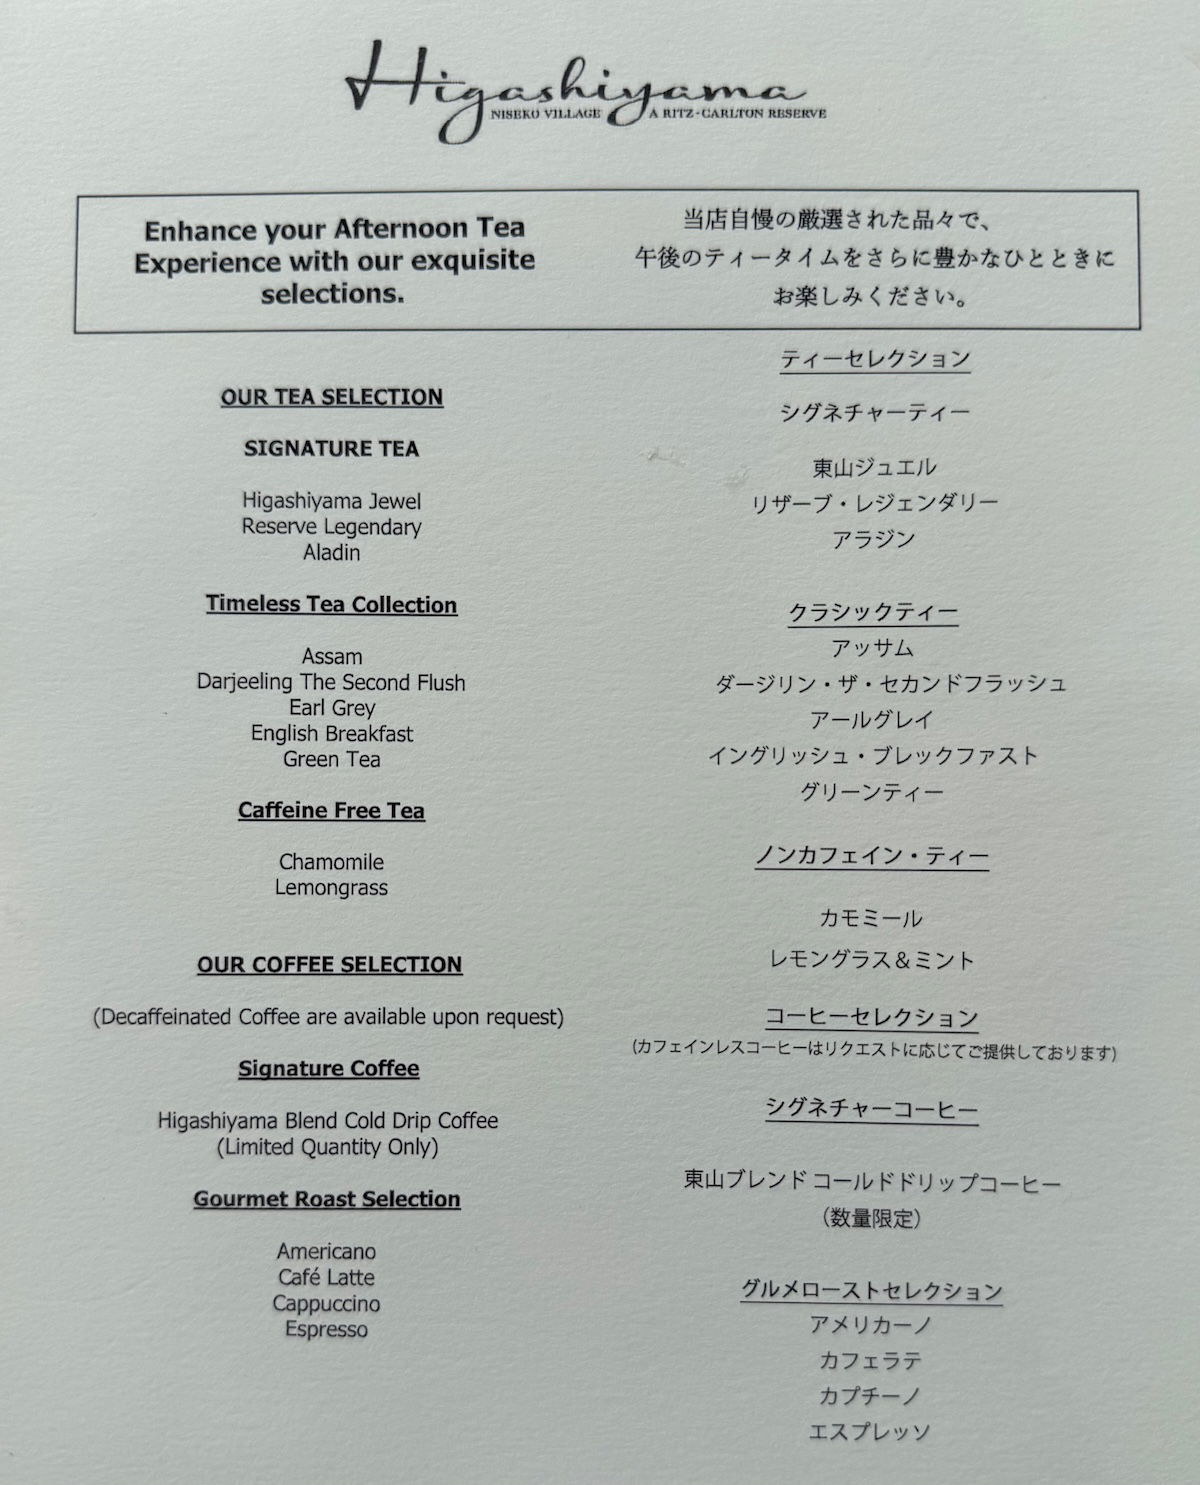 Higashiyama
NISEKO VILLAGE A RITZ-CARLTON RESERVE
Enhance your Afternoon Tea
Experience with our exquisite
selections.
当店自慢の厳選された品々で、
午後のティータイムをさらに豊かなひとときに
お楽しみください。
OUR TEA SELECTION
SIGNATURE TEA
Higashiyama Jewel
Reserve Legendary
Aladin
Timeless Tea Collection
Assam
Darjeeling The Second Flush
Earl Grey
English Breakfast
Green Tea
Caffeine Free Tea
Chamomile
Lemongrass
OUR COFFEE SELECTION
(Decaffeinated Coffee are available upon request)
Signature Coffee
Higashiyama Blend Cold Drip Coffee
(Limited Quantity Only)
Gourmet Roast Selection
Americano
Café Latte
Cappuccino
Espresso
ティーセレクション
シグネチャーティー
東山ジュエル
リザーブ・レジェンダリー
アラジン
クラシックティー
アッサム
ダージリン・ザ・セカンドフラッシュ
アールグレイ
イングリッシュ・ブレックファスト
グリーンティー
ノンカフェイン・ティー
カモミール
レモングラス＆ミント
コーヒーセレクション
(カフェインレスコーヒーはリクエストに応じてご提供しております)
シグネチャーコーヒー
東山ブレンド コールドドリップコーヒー
（数量限定）
グルメローストセレクション
アメリカーノ
カフェラテ
カプチーノ
エスプレッソ